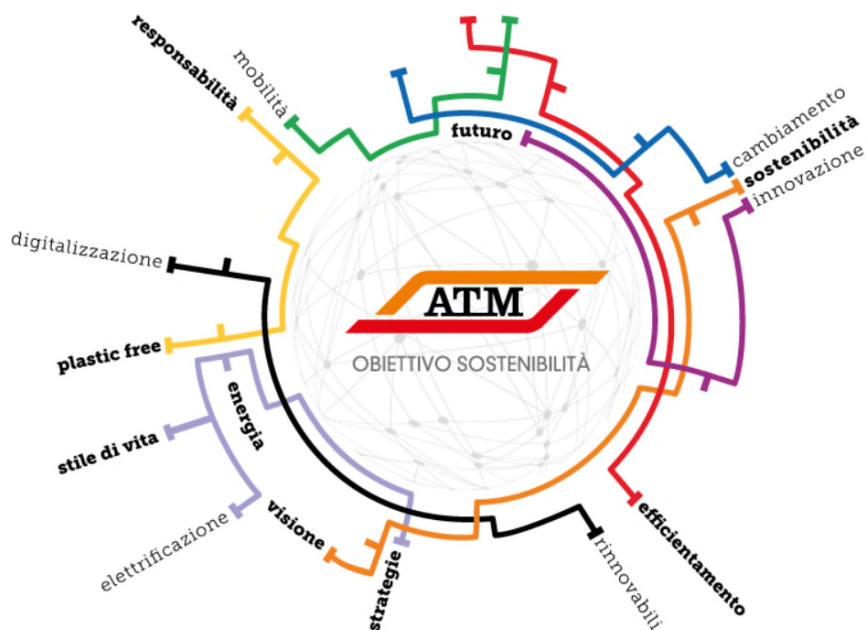 responsabilità
mobilità
futuro
cambiamento
sostenibilità
innovazione
digitalizzazione
ATM
OBIETTIVO SOSTENIBILITÀ
plastic free
energia
stile di vita
elettrificazione
visione
strategie
rinnovabili
efficientamento